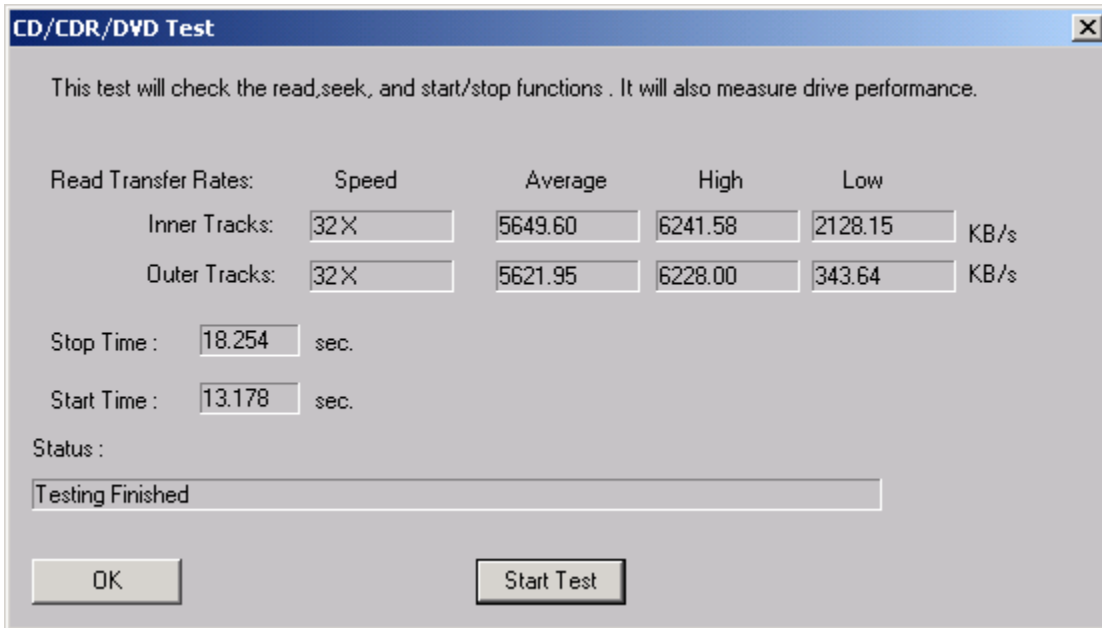 CD/CDR/DVD Test
This test will check the read,seek, and start/stop functions . It will also measure drive performance.
Read Transfer Rates: Speed Average High Low
Inner Tracks: 32X 5649.60 6241.58 2128.15 KB/s
Outer Tracks: 32X 5621.95 6228.00 343.64 KB/s
Stop Time : 18.254 sec.
Start Time : 13.178 sec.
Status :
Testing Finished
OK Start Test